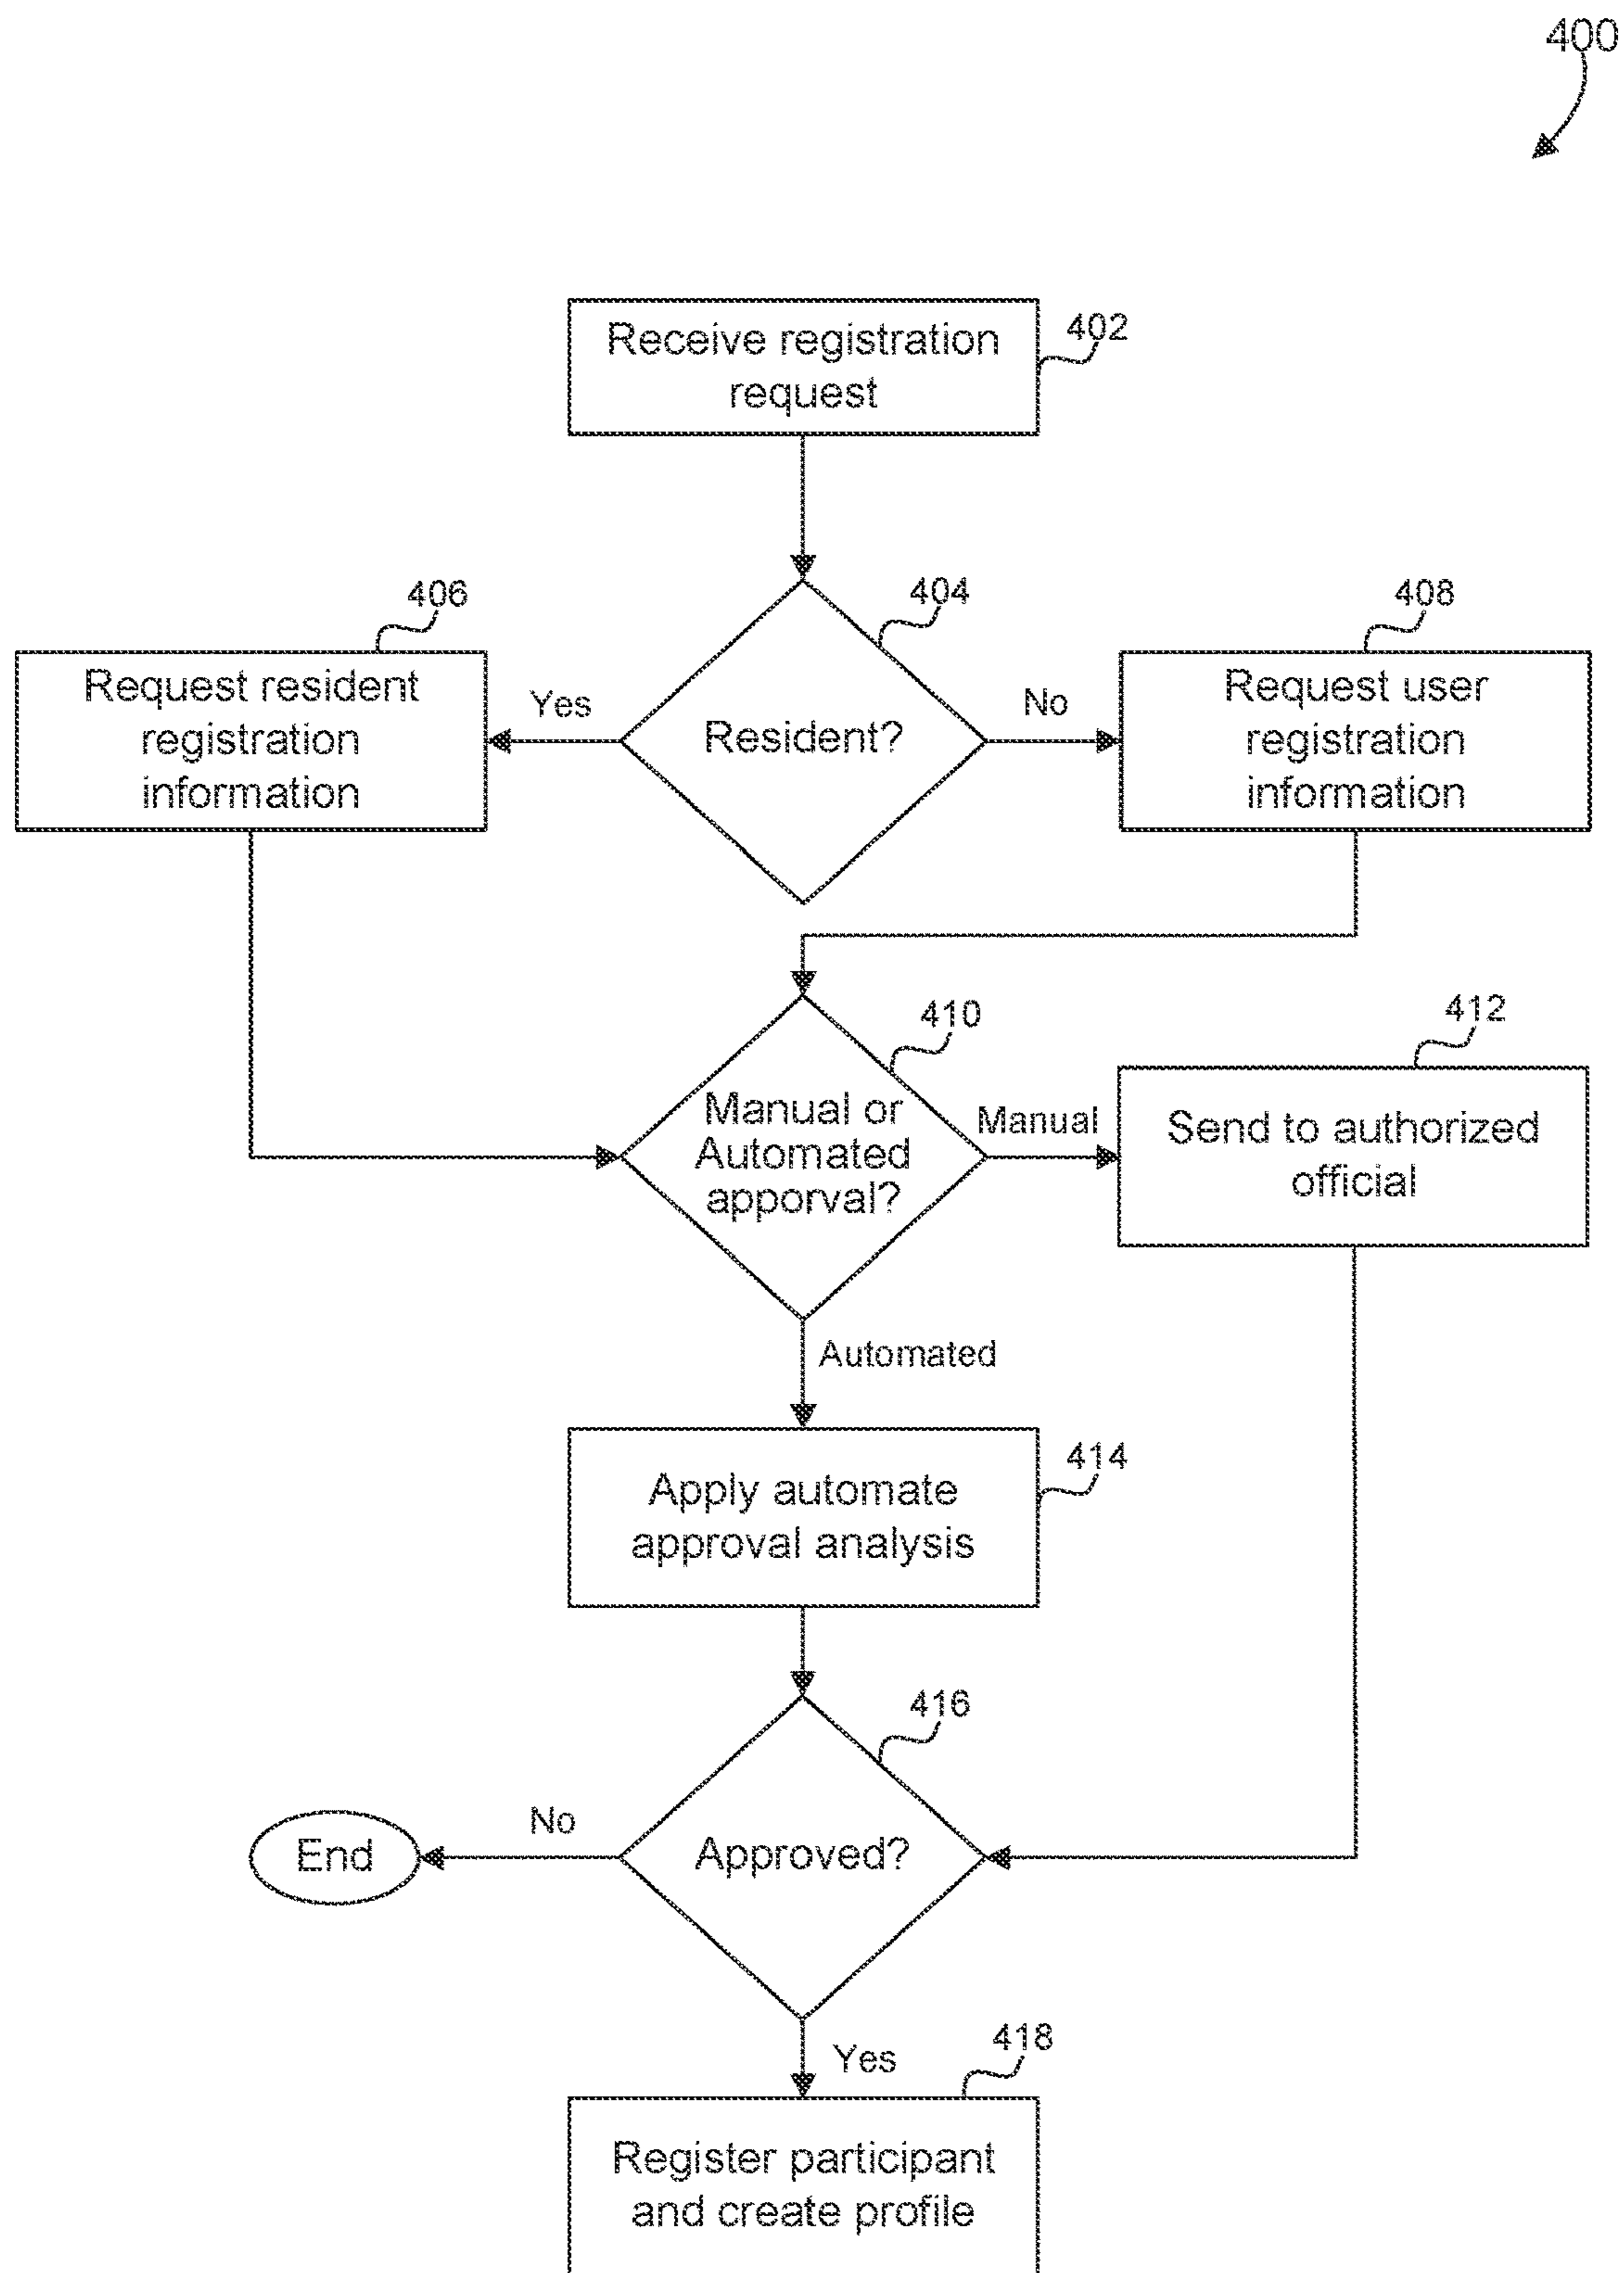 400
Receive registration
request
402
404
406
408
Request resident
registration
information
Yes
Resident?
No
Request user
registration
information
410
412
Manual or
Automated
apporval?
Manual
Send to authorized
official
Automated
Apply automate
approval analysis
414
416
End
No
Approved?
Yes
418
Register participant
and create profile